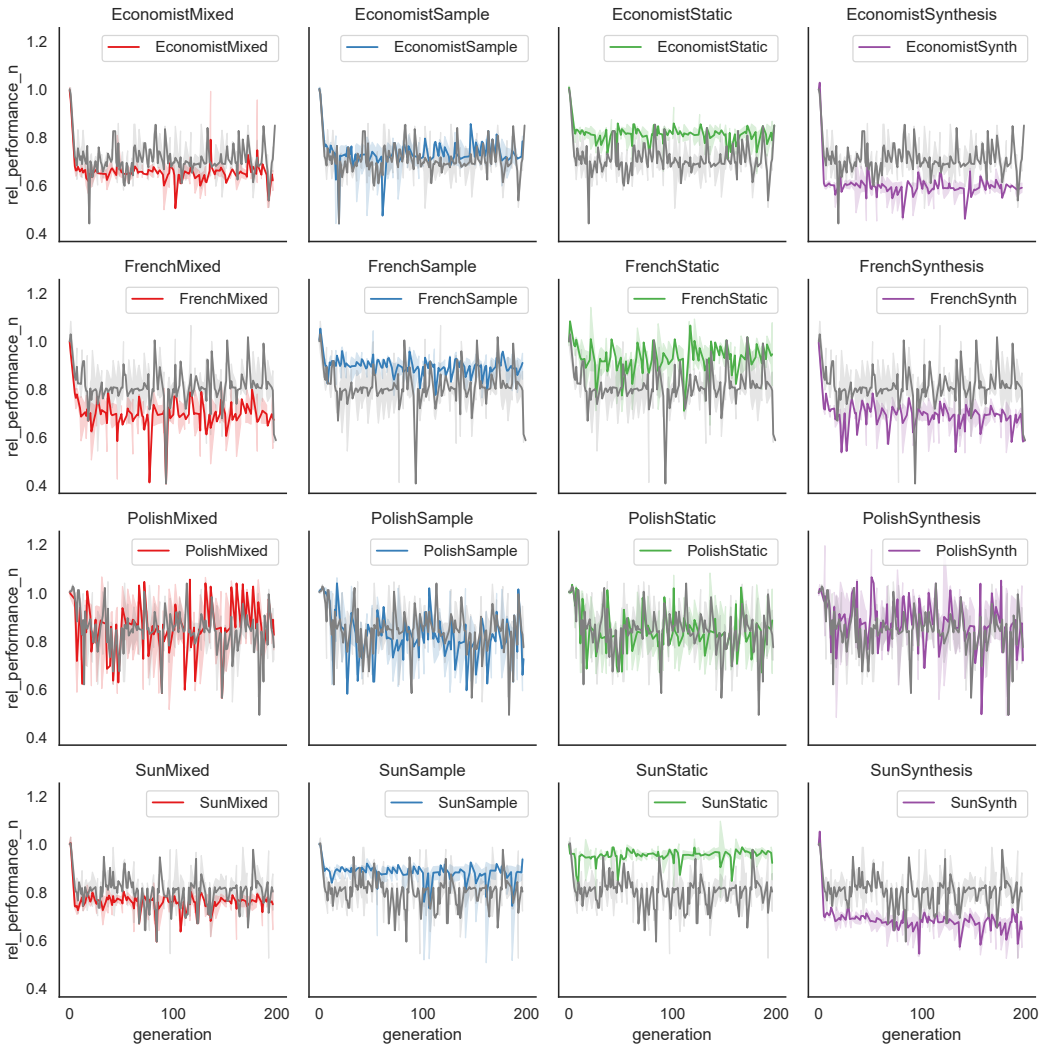 EconomistMixed EconomistSample EconomistStatic EconomistSynthesis
EconomistMixed EconomistSample EconomistStatic EconomistSynth
rel_performance_n
1.2
1.0
0.8
0.6
0.4
FrenchMixed FrenchSample FrenchStatic FrenchSynthesis
FrenchMixed FrenchSample FrenchStatic FrenchSynth
rel_performance_n
1.2
1.0
0.8
0.6
0.4
PolishMixed PolishSample PolishStatic PolishSynthesis
PolishMixed PolishSample PolishStatic PolishSynth
rel_performance_n
1.2
1.0
0.8
0.6
0.4
SunMixed SunSample SunStatic SunSynthesis
SunMixed SunSample SunStatic SunSynth
rel_performance_n
1.2
1.0
0.8
0.6
0.4
0 100 200 0 100 200 0 100 200 0 100 200
generation generation generation generation